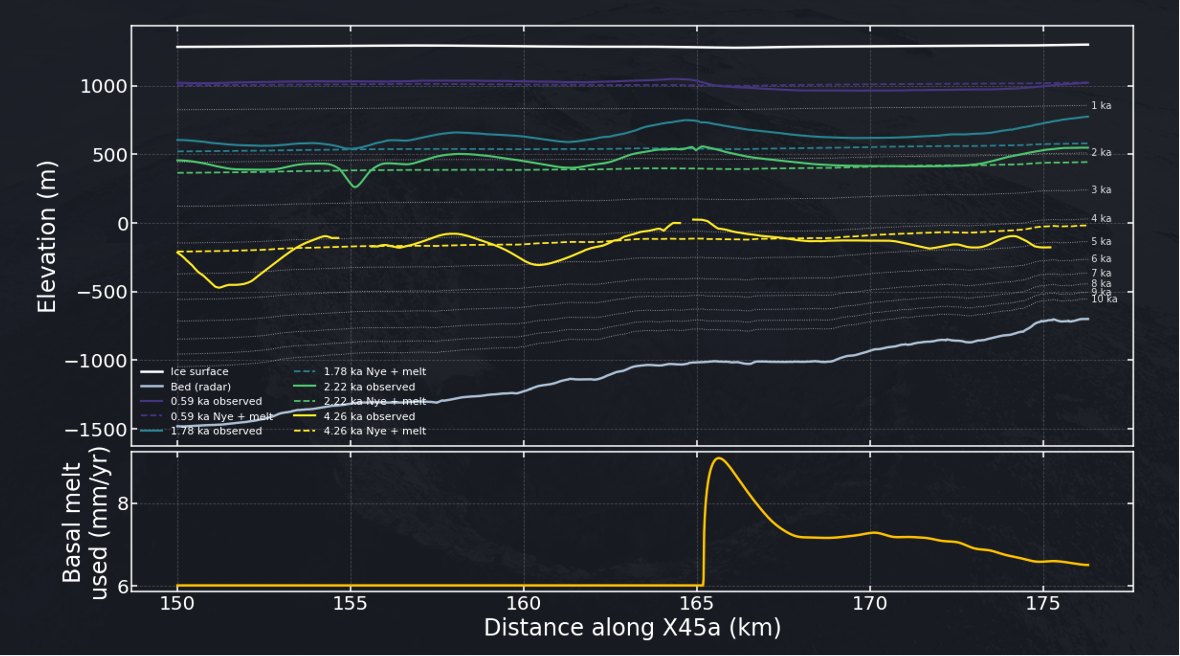 Elevation (m)
1000
500
0
−500
−1000
−1500
1 ka
2 ka
3 ka
4 ka
5 ka
6 ka
7 ka
8 ka
9 ka
10 ka
Ice surface
Bed (radar)
0.59 ka observed
0.59 ka Nye + melt
1.78 ka observed
1.78 ka Nye + melt
2.22 ka observed
2.22 ka Nye + melt
4.26 ka observed
4.26 ka Nye + melt
Basal melt
used (mm/yr)
8
6
150
155
160
165
170
175
Distance along X45a (km)